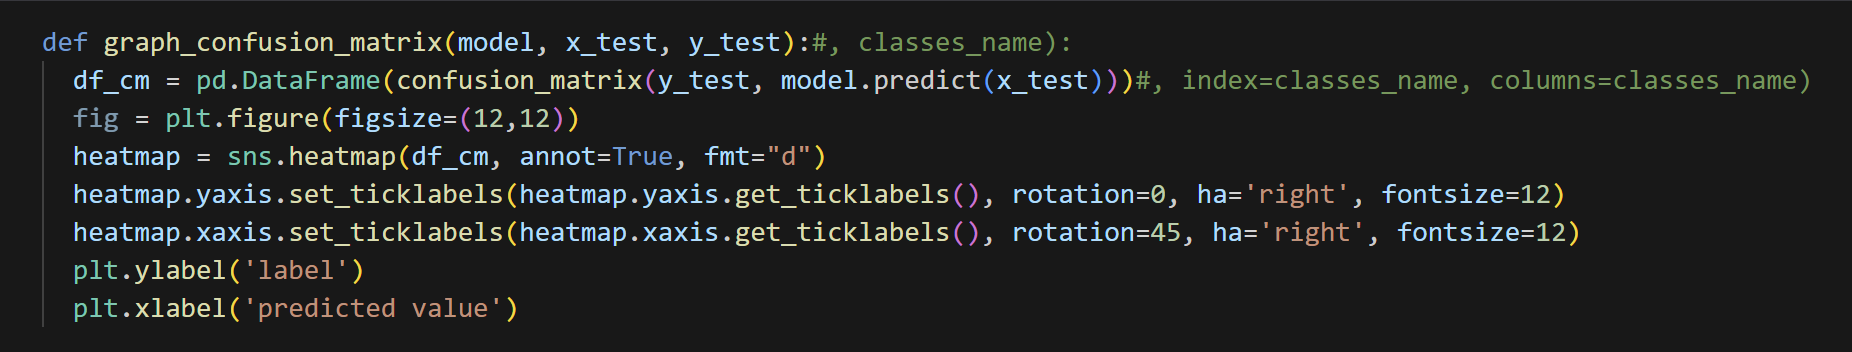 def graph_confusion_matrix(model, x_test, y_test):#, classes_name):
  df_cm = pd.DataFrame(confusion_matrix(y_test, model.predict(x_test)))#, index=classes_name, columns=classes_name)
  fig = plt.figure(figsize=(12,12))
  heatmap = sns.heatmap(df_cm, annot=True, fmt="d")
  heatmap.yaxis.set_ticklabels(heatmap.yaxis.get_ticklabels(), rotation=0, ha='right', fontsize=12)
  heatmap.xaxis.set_ticklabels(heatmap.xaxis.get_ticklabels(), rotation=45, ha='right', fontsize=12)
  plt.ylabel('label')
  plt.xlabel('predicted value')